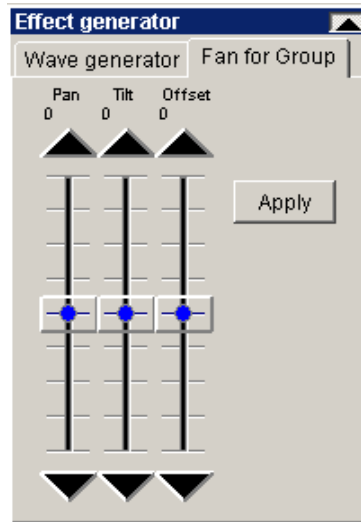 Effect generator
Wave generator Fan for Group
Pan Tilt Offset
0 0 0
Apply